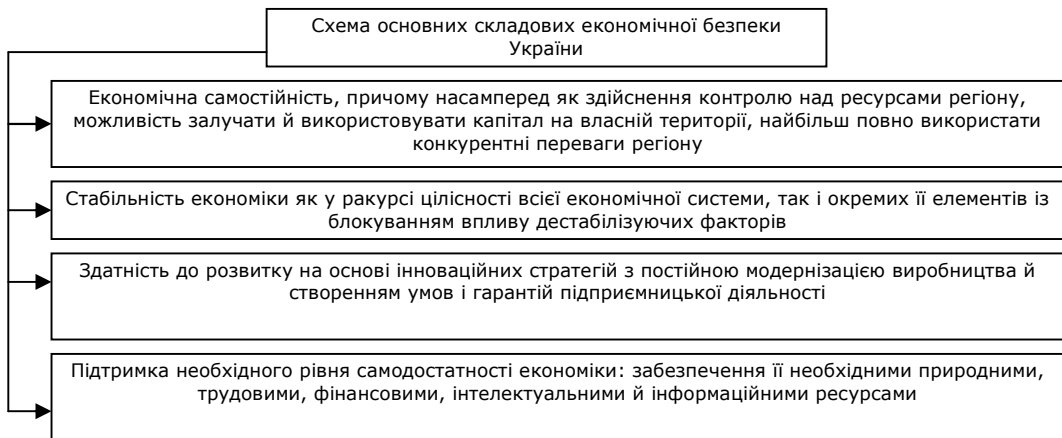 Схема основних складових економічної безпеки
України
Економічна самостійність, причому насамперед як здійснення контролю над ресурсами регіону,
можливість залучати й використовувати капітал на власній території, найбільш повно використати
конкурентні переваги регіону
Стабільність економіки як у ракурсі цілісності всієї економічної системи, так і окремих її елементів із
блокуванням впливу дестабілізуючих факторів
Здатність до розвитку на основі інноваційних стратегій з постійною модернізацією виробництва й
створенням умов і гарантій підприємницької діяльності
Підтримка необхідного рівня самодостатності економіки: забезпечення її необхідними природними,
трудовими, фінансовими, інтелектуальними й інформаційними ресурсами